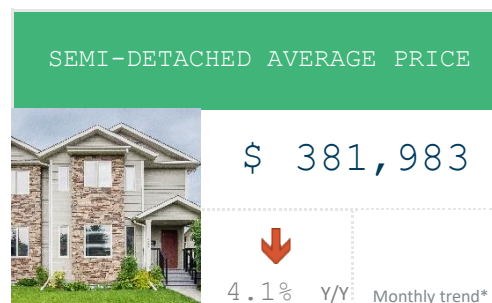 SEMI-DETACHED AVERAGE PRICE
$ 381,983
4.1% Y/Y Monthly trend*